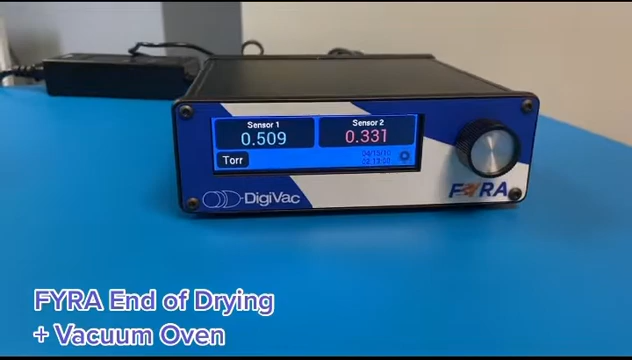 Sensor 1
0.509
Sensor 2
0.331
Torr
DigiVac
FYRA
FYRA End of Drying
+ Vacuum Oven